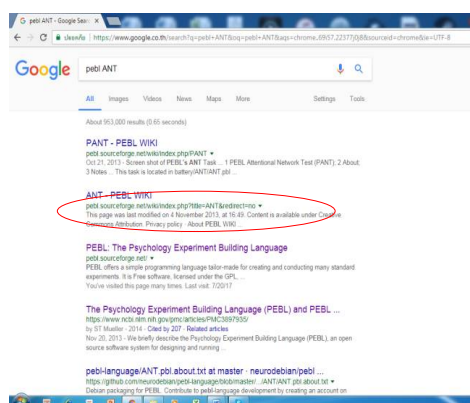 pebl ANT - Google Sear
https://www.google.co.th/search?q=pebl+ANT&oq=pebl+ANT&aqs=chrome..69i57.22377j0j8&sourceid=chrome&ie=UTF-8
Google pebl ANT
All Images Videos News Maps More Settings Tools
About 953,000 results (0.65 seconds)
PANT - PEBL WIKI
pebl.sourceforge.net/wiki/index.php/PANT
Oct 21, 2013 - Screen shot of PEBL's ANT Task ... 1 PEBL Attentional Network Test (PANT); 2 About;
3 Notes ... This task is located in battery/ANT/ANT.pbl ...
ANT - PEBL WIKI
pebl.sourceforge.net/wiki/index.php?title=ANT&redirect=no
This page was last modified on 4 November 2013, at 16:49. Content is available under Creative
Commons Attribution. Privacy policy · About PEBL WIKI ...
PEBL: The Psychology Experiment Building Language
pebl.sourceforge.net/
PEBL offers a simple programming language tailor-made for creating and conducting many standard
experiments. It is Free software, licensed under the GPL, ...
You've visited this page many times. Last visit: 7/20/17
The Psychology Experiment Building Language (PEBL) and PEBL ...
https://www.ncbi.nlm.nih.gov/pmc/articles/PMC3897935/
by ST Mueller - 2014 - Cited by 207 - Related articles
Nov 20, 2013 - We briefly describe the Psychology Experiment Building Language (PEBL), an open
source software system for designing and running ...
pebl-language/ANT.pbl.about.txt at master · neurodebian/pebl ...
https://github.com/neurodebian/pebl-language/blob/master/.../ANT/ANT.pbl.about.txt
Debian packaging for PEBL. Contribute to pebl-language development by creating an account on